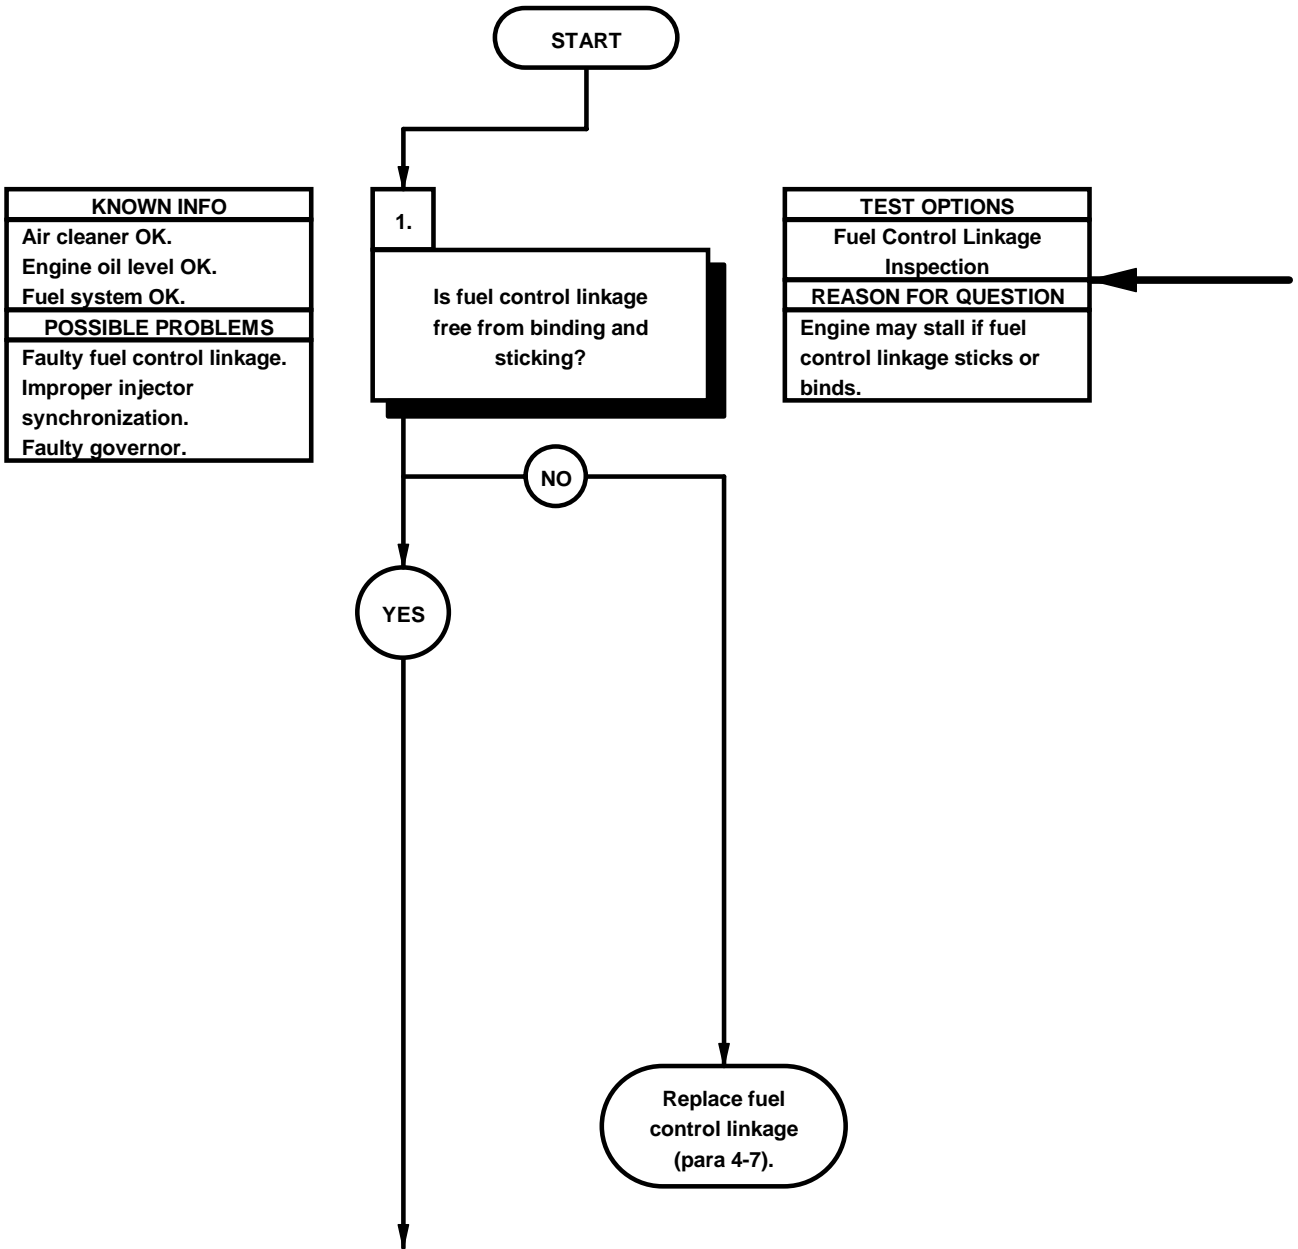 START
KNOWN INFO
Air cleaner OK.
Engine oil level OK.
Fuel system OK.
POSSIBLE PROBLEMS
Faulty fuel control linkage.
Improper injector
synchronization.
Faulty governor.
1.
Is fuel control linkage
free from binding and
sticking?
TEST OPTIONS
Fuel Control Linkage
Inspection
REASON FOR QUESTION
Engine may stall if fuel
control linkage sticks or
binds.
NO
YES
Replace fuel
control linkage
(para 4-7).